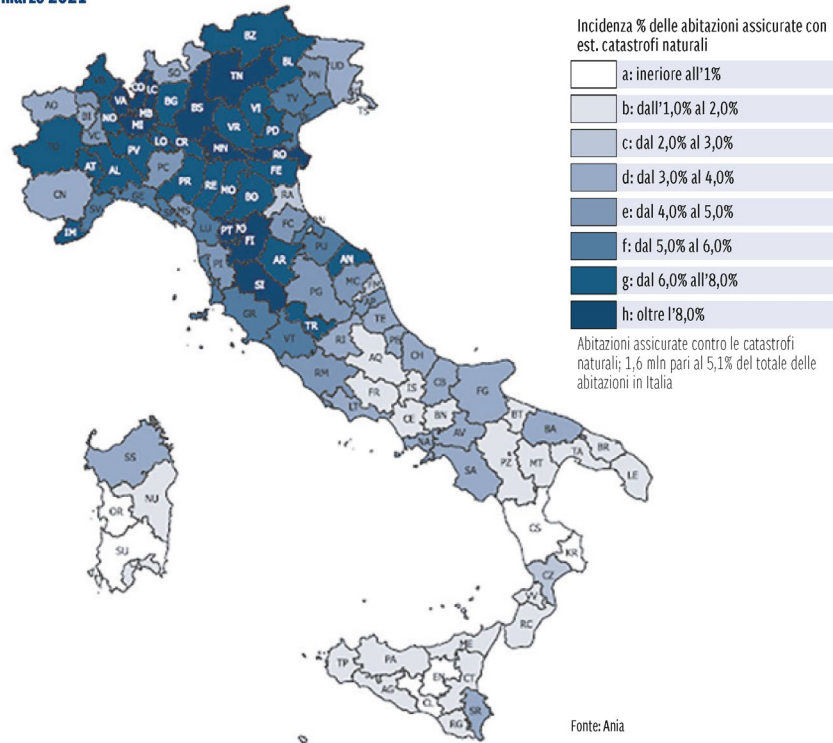 marzo 2021
Incidenza % delle abitazioni assicurate con
est. catastrofi naturali
a: ineriore all'1%
b: dall'1,0% al 2,0%
c: dal 2,0% al 3,0%
d: dal 3,0% al 4,0%
e: dal 4,0% al 5,0%
f: dal 5,0% al 6,0%
g: dal 6,0% all'8,0%
h: oltre l'8,0%
Abitazioni assicurate contro le catastrofi
naturali; 1,6 mln pari al 5,1% del totale delle
abitazioni in Italia
BZ
SO
TN
BL
PN
UD
TS
AO
BI
VC
NO
VA
CO
LC
MB
MI
BG
BS
VR
VI
TV
PD
AT
AL
PV
LO
CR
MN
RO
CN
PC
PR
RE
MO
BO
FE
RA
IM
SV
GE
MS
LU
PT
PO
FI
FC
PU
AN
PI
AR
SI
PG
MC
FM
AP
GR
TR
TE
VT
RI
PE
AQ
CH
RM
FR
IS
CB
FG
LT
CE
BN
BT
NA
AV
BA
SA
PZ
MT
TA
BR
LE
SS
NU
OR
SU
CS
KR
CZ
VV
RC
ME
TP
PA
EN
CT
AG
CL
SR
RG
Fonte: Ania